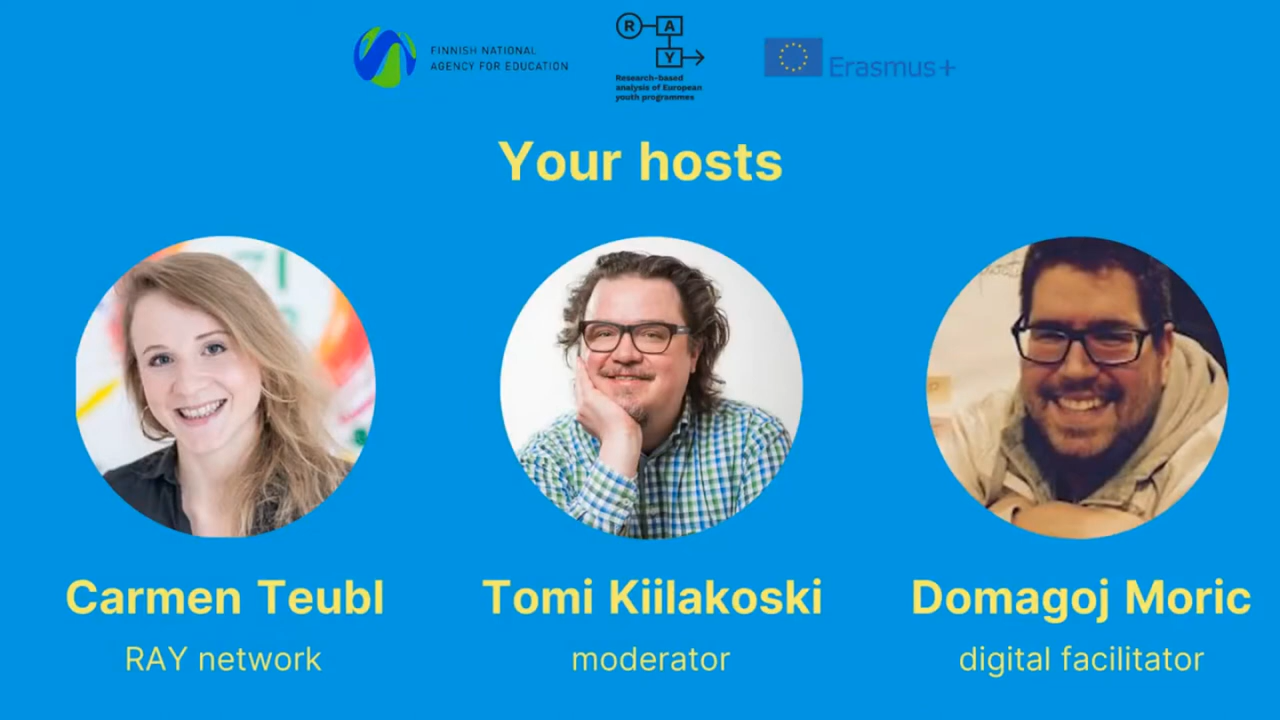 FINNISH NATIONAL
AGENCY FOR EDUCATION
R A
Y
Research-based
analysis of European
youth programmes
Erasmus+
Your hosts
Carmen Teubl
Tomi Kiilakoski
Domagoj Moric
RAY network
moderator
digital facilitator